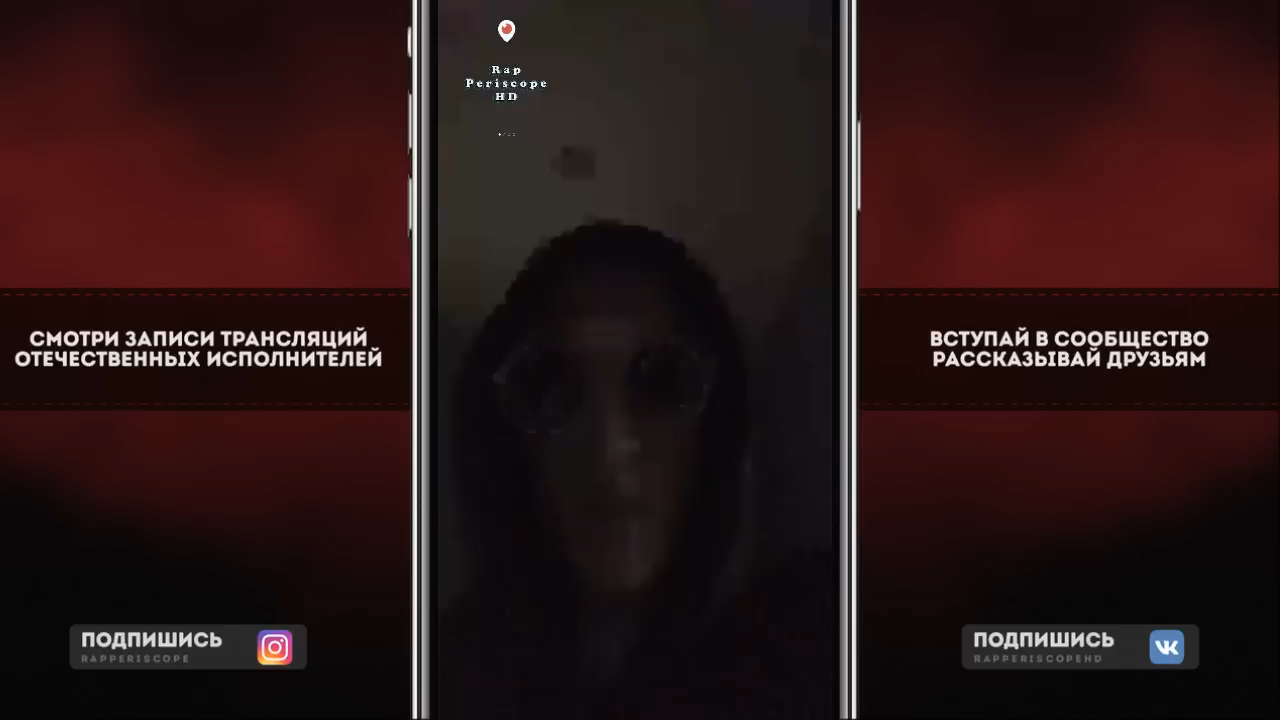 Rap
Periscope
HD
СМОТРИ ЗАПИСИ ТРАНСЛЯЦИЙ
ОТЕЧЕСТВЕННЫХ ИСПОЛНИТЕЛЕЙ
ВСТУПАЙ В СООБЩЕСТВО
РАССКАЗЫВАЙ ДРУЗЬЯМ
ПОДПИШИСЬ
RAPPERISCOPE
ПОДПИШИСЬ
RAPPERISCOPEHD